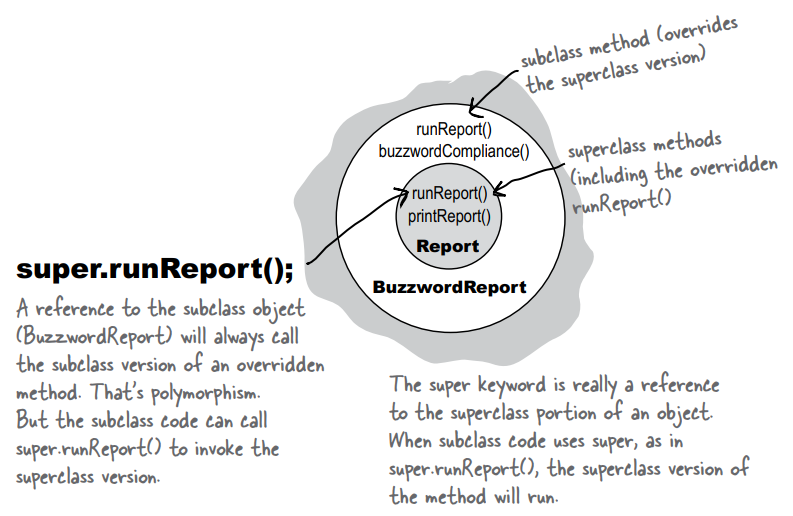 subclass method (overrides
the superclass version)
runReport()
buzzwordCompliance()
superclass methods
(including the overridden
runReport()
runReport()
printReport()
Report
BuzzwordReport
super.runReport();
A reference to the subclass object
(BuzzwordReport) will always call
the subclass version of an overridden
method. That's polymorphism.
But the subclass code can call
super.runReport() to invoke the
superclass version.
The super keyword is really a reference
to the superclass portion of an object.
When subclass code uses super, as in
super.runReport(), the superclass version of
the method will run.